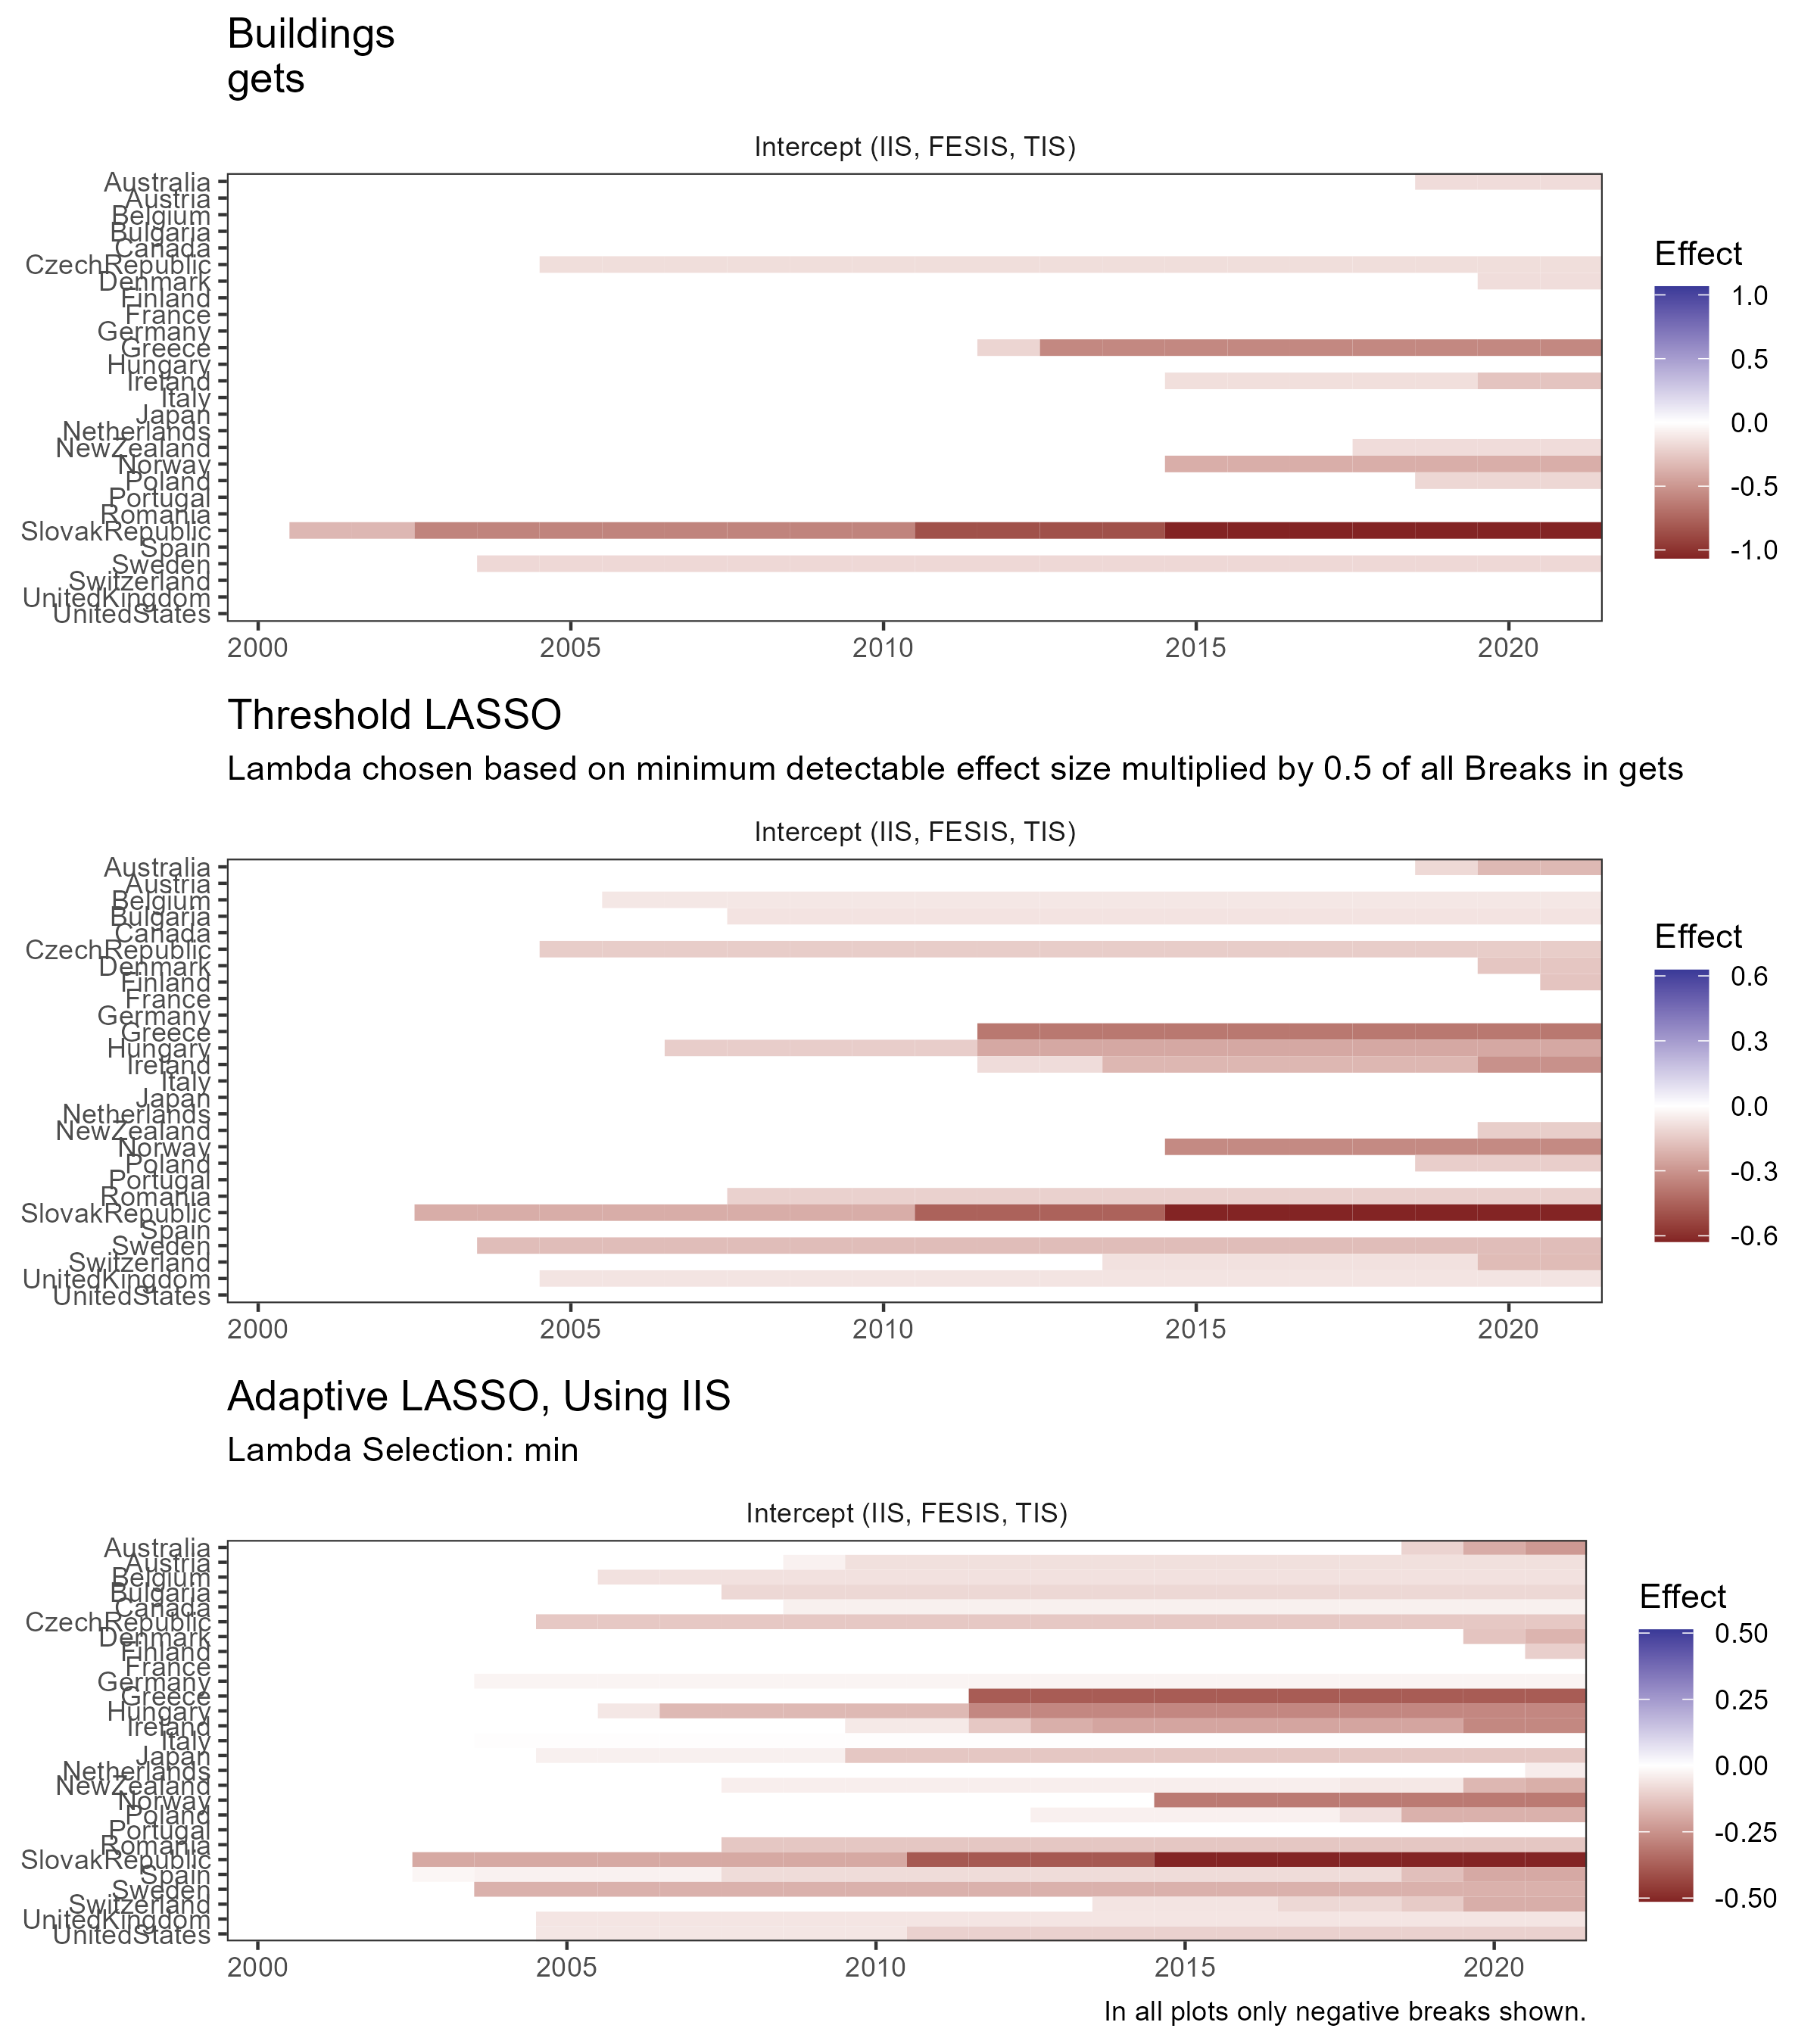 Buildings
gets
Intercept (IIS, FESIS, TIS)
Australia
Austria
Belgium
Bulgaria
Canada
CzechRepublic
Denmark
Finland
France
Germany
Greece
Hungary
Ireland
Italy
Japan
Netherlands
NewZealand
Norway
Poland
Portugal
Romania
SlovakRepublic
Spain
Sweden
Switzerland
UnitedKingdom
UnitedStates
2000 2005 2010 2015 2020
Effect
1.0
0.5
0.0
-0.5
-1.0
Threshold LASSO
Lambda chosen based on minimum detectable effect size multiplied by 0.5 of all Breaks in gets
Intercept (IIS, FESIS, TIS)
Australia
Austria
Belgium
Bulgaria
Canada
CzechRepublic
Denmark
Finland
France
Germany
Greece
Hungary
Ireland
Italy
Japan
Netherlands
NewZealand
Norway
Poland
Portugal
Romania
SlovakRepublic
Spain
Sweden
Switzerland
UnitedKingdom
UnitedStates
2000 2005 2010 2015 2020
Effect
0.6
0.3
0.0
-0.3
-0.6
Adaptive LASSO, Using IIS
Lambda Selection: min
Intercept (IIS, FESIS, TIS)
Australia
Austria
Belgium
Bulgaria
Canada
CzechRepublic
Denmark
Finland
France
Germany
Greece
Hungary
Ireland
Italy
Japan
Netherlands
NewZealand
Norway
Poland
Portugal
Romania
SlovakRepublic
Spain
Sweden
Switzerland
UnitedKingdom
UnitedStates
2000 2005 2010 2015 2020
Effect
0.50
0.25
0.00
-0.25
-0.50
In all plots only negative breaks shown.